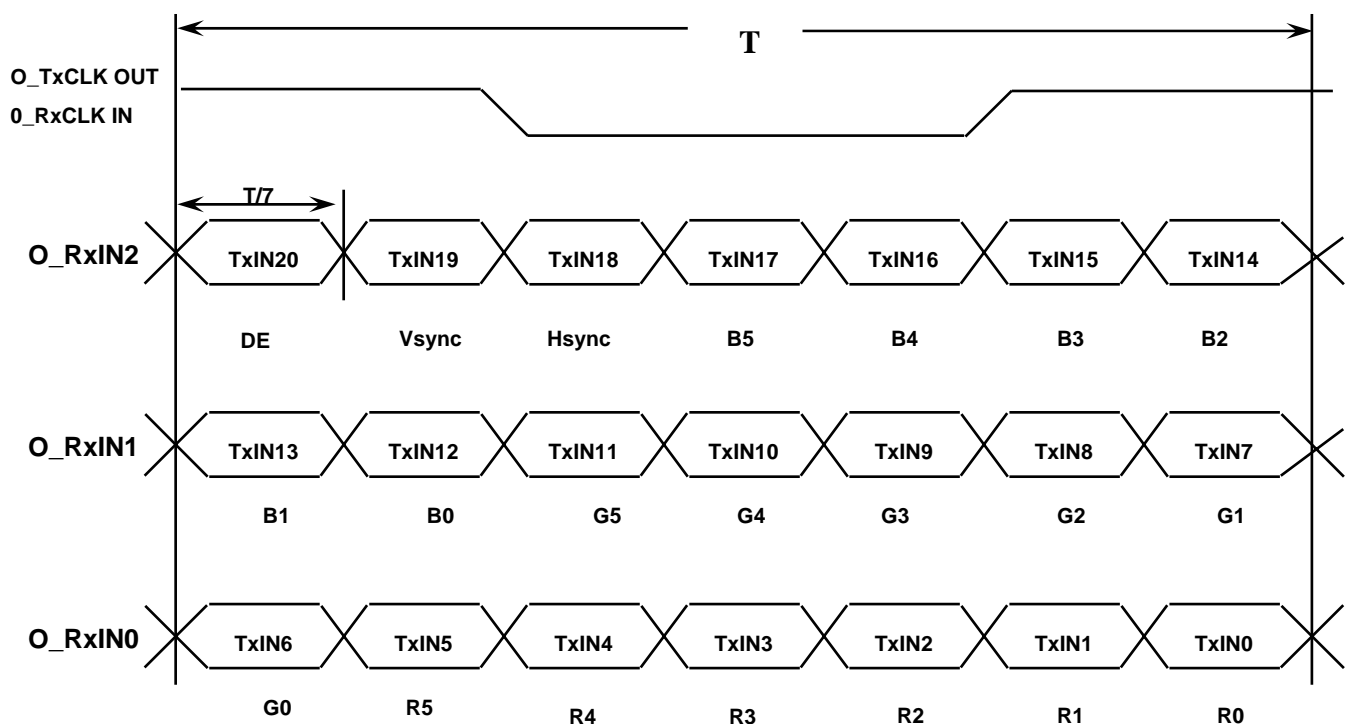 T
O_TxCLK OUT
0_RxCLK IN
T/7
O_RxIN2 TxIN20 TxIN19 TxIN18 TxIN17 TxIN16 TxIN15 TxIN14
DE Vsync Hsync B5 B4 B3 B2
O_RxIN1 TxIN13 TxIN12 TxIN11 TxIN10 TxIN9 TxIN8 TxIN7
B1 B0 G5 G4 G3 G2 G1
O_RxIN0 TxIN6 TxIN5 TxIN4 TxIN3 TxIN2 TxIN1 TxIN0
G0 R5 R4 R3 R2 R1 R0